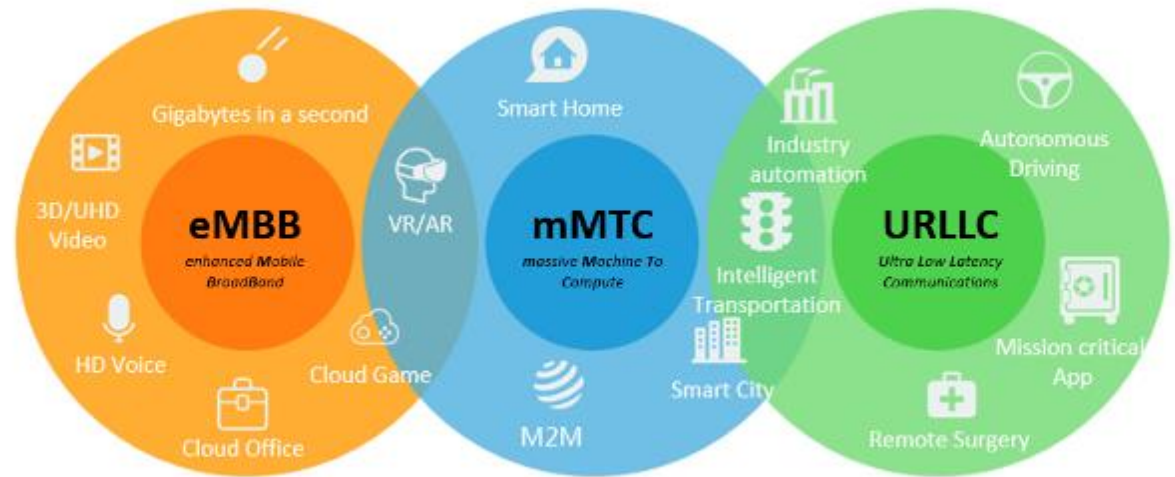 Gigabytes in a second
3D/UHD
Video
eMBB
enhanced Mobile
BroadBand
HD Voice
Cloud Office
Cloud Game
VR/AR
Smart Home
mMTC
massive Machine To
Compute
M2M
Smart City
Industry
automation
Intelligent
Transportation
URLLC
Ultra Low Latency
Communications
Autonomous
Driving
Mission critical
App
Remote Surgery